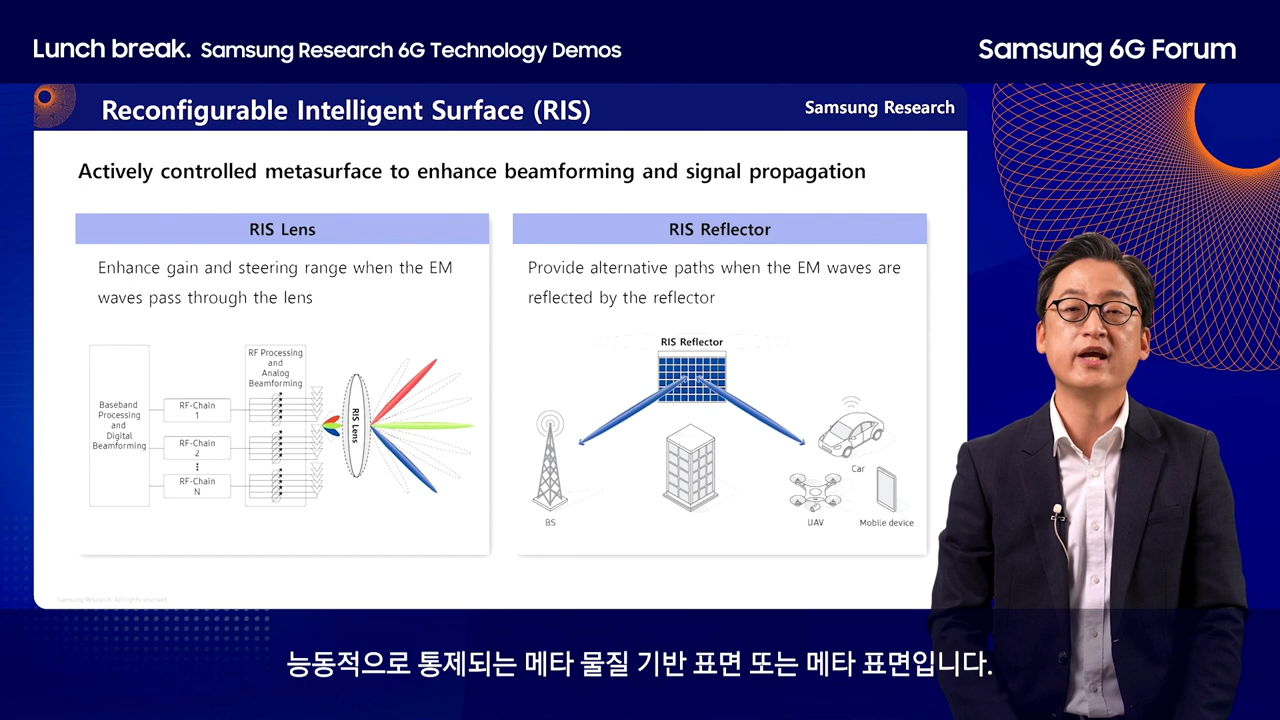 Lunch break. Samsung Research 6G Technology Demos
Samsung 6G Forum
Reconfigurable Intelligent Surface (RIS)
Samsung Research
Actively controlled metasurface to enhance beamforming and signal propagation
RIS Lens
Enhance gain and steering range when the EM
waves pass through the lens
Baseband
Processing
and
Digital
Beamforming
RF-Chain
1
RF-Chain
2
RF-Chain
N
RF Processing
and
Analog
Beamforming
RIS Lens
RIS Reflector
Provide alternative paths when the EM waves are
reflected by the reflector
RIS Reflector
BS
Car
UAV
Mobile device
Samsung Research. All rights reserved
능동적으로 통제되는 메타 물질 기반 표면 또는 메타 표면입니다.